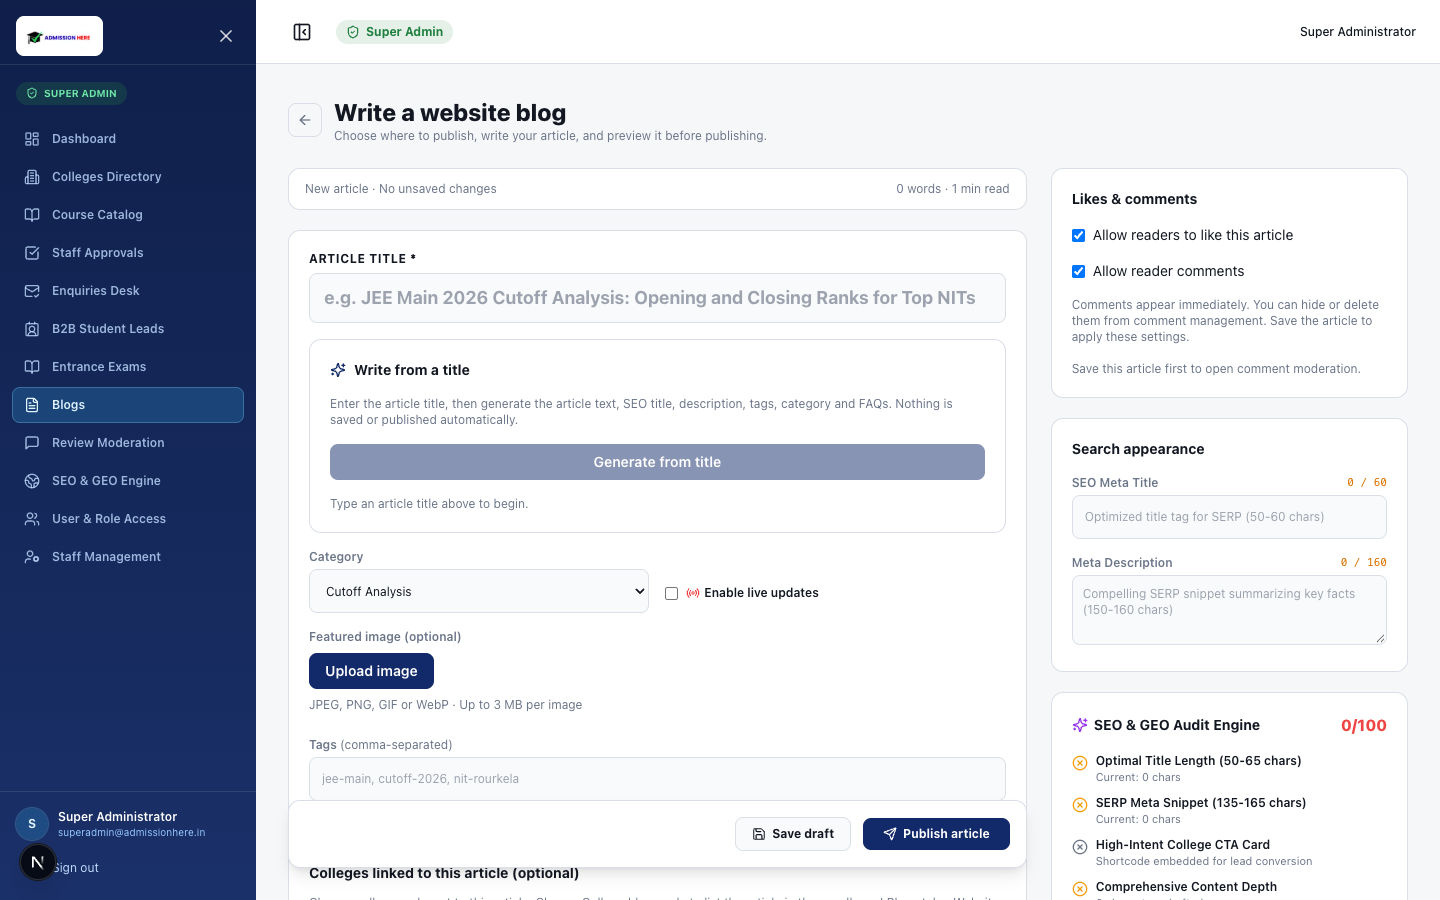 ADMISSION HERE
SUPER ADMIN
Dashboard
Colleges Directory
Course Catalog
Staff Approvals
Enquiries Desk
B2B Student Leads
Entrance Exams
Blogs
Review Moderation
SEO & GEO Engine
User & Role Access
Staff Management
S
Super Administrator
superadmin@admissionhere.in
N
Sign out
Super Admin
Super Administrator
Write a website blog
Choose where to publish, write your article, and preview it before publishing.
New article · No unsaved changes
0 words · 1 min read
ARTICLE TITLE *
e.g. JEE Main 2026 Cutoff Analysis: Opening and Closing Ranks for Top NITs
Write from a title
Enter the article title, then generate the article text, SEO title, description, tags, category and FAQs. Nothing is
saved or published automatically.
Generate from title
Type an article title above to begin.
Category
Cutoff Analysis
Enable live updates
Featured image (optional)
Upload image
JPEG, PNG, GIF or WebP · Up to 3 MB per image
Tags (comma-separated)
jee-main, cutoff-2026, nit-rourkela
Save draft
Publish article
Colleges linked to this article (optional)
Likes & comments
Allow readers to like this article
Allow reader comments
Comments appear immediately. You can hide or delete
them from comment management. Save the article to
apply these settings.
Save this article first to open comment moderation.
Search appearance
SEO Meta Title
0 / 60
Optimized title tag for SERP (50-60 chars)
Meta Description
0 / 160
Compelling SERP snippet summarizing key facts
(150-160 chars)
SEO & GEO Audit Engine
0/100
Optimal Title Length (50-65 chars)
Current: 0 chars
SERP Meta Snippet (135-165 chars)
Current: 0 chars
High-Intent College CTA Card
Shortcode embedded for lead conversion
Comprehensive Content Depth